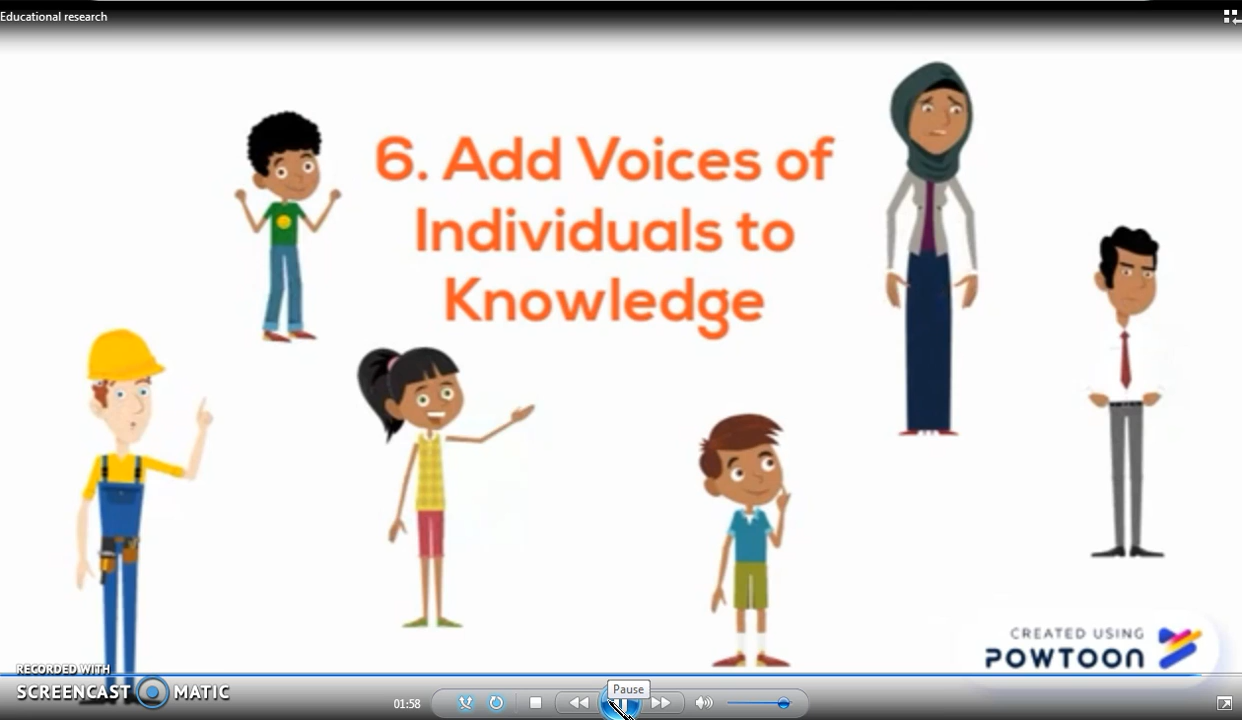 Educational research
6. Add Voices of
Individuals to
Knowledge
CREATED USING
POWTOON
RECORDED WITH
SCREENCAST MATIC
01:58
Pause